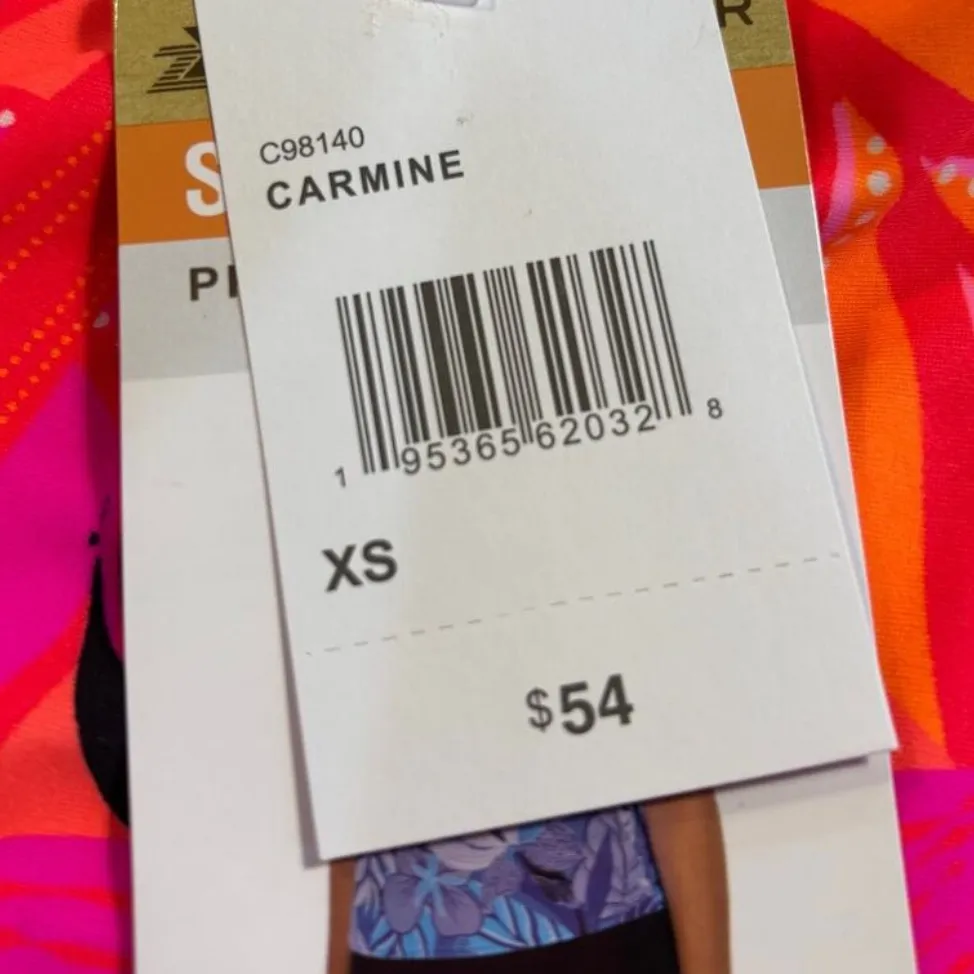 R
S
C98140
CARMINE
P
1 95365 62032 8
XS
$54